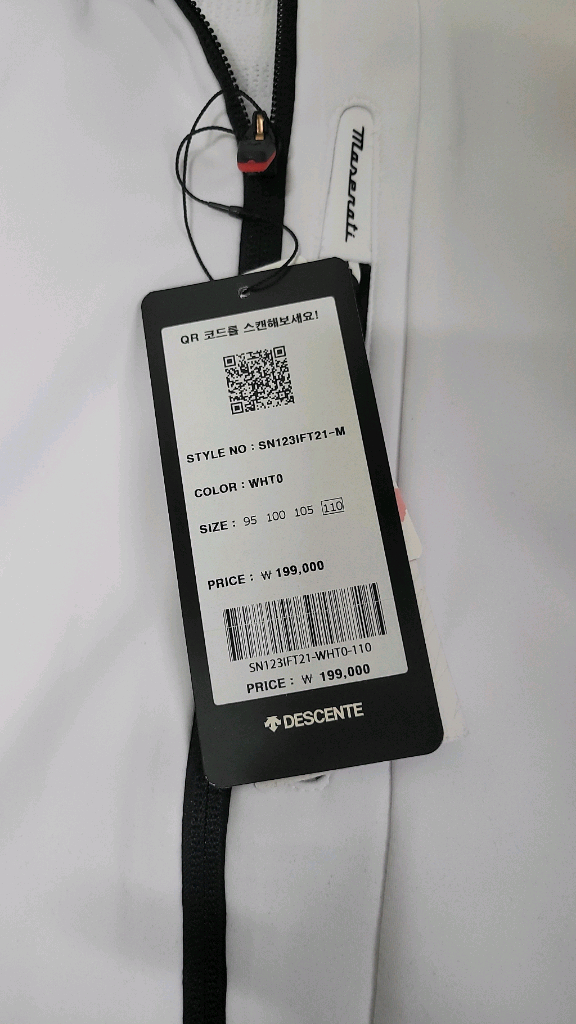 Maserati
QR 코드를 스캔해보세요!
STYLE NO : SN123IFT21-M
COLOR : WHT0
SIZE : 95 100 105 110
PRICE : ₩ 199,000
SN123IFT21-WHT0-110
PRICE : ₩ 199,000
DESCENTE